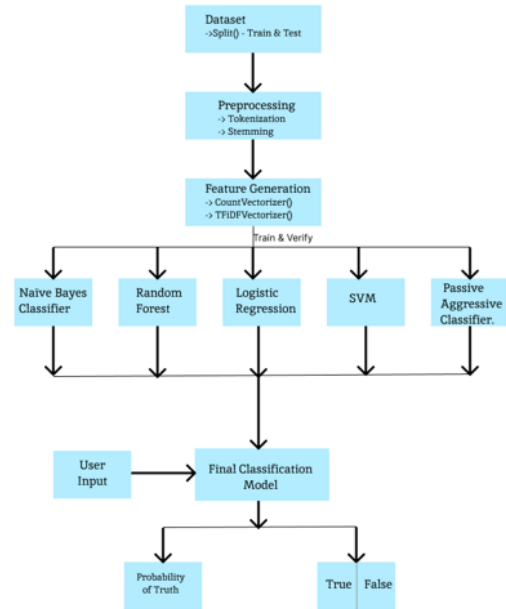 Dataset
->Split() - Train & Test
Preprocessing
-> Tokenization
-> Stemming
Feature Generation
-> CountVectorizer()
-> TFiDFVectorizer()
Train & Verify
Naïve Bayes
Classifier
Random
Forest
Logistic
Regression
SVM
Passive
Aggressive
Classifier.
User
Input
Final Classification
Model
Probability
of Truth
True
False